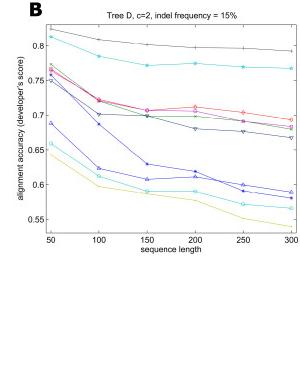 B
Tree D, c=2, indel frequency = 15%
alignment accuracy (developer's score)
0.8
0.75
0.7
0.65
0.6
0.55
50 100 150 200 250 300
sequence length